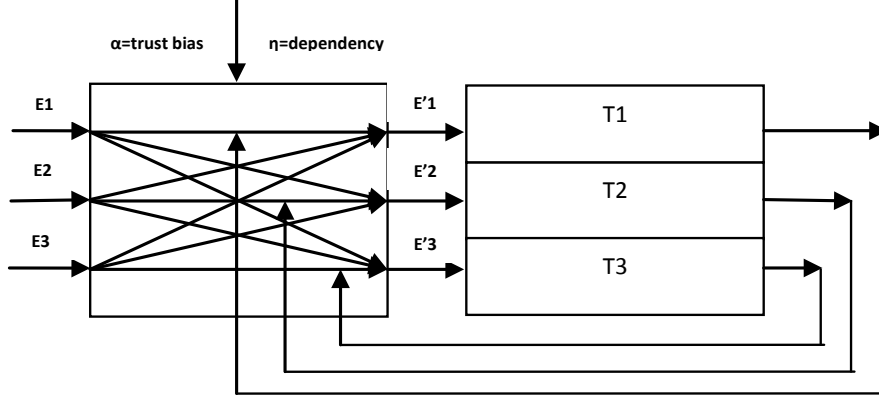 α=trust bias η=dependency
E1 E'1 T1
E2 E'2 T2
E3 E'3 T3